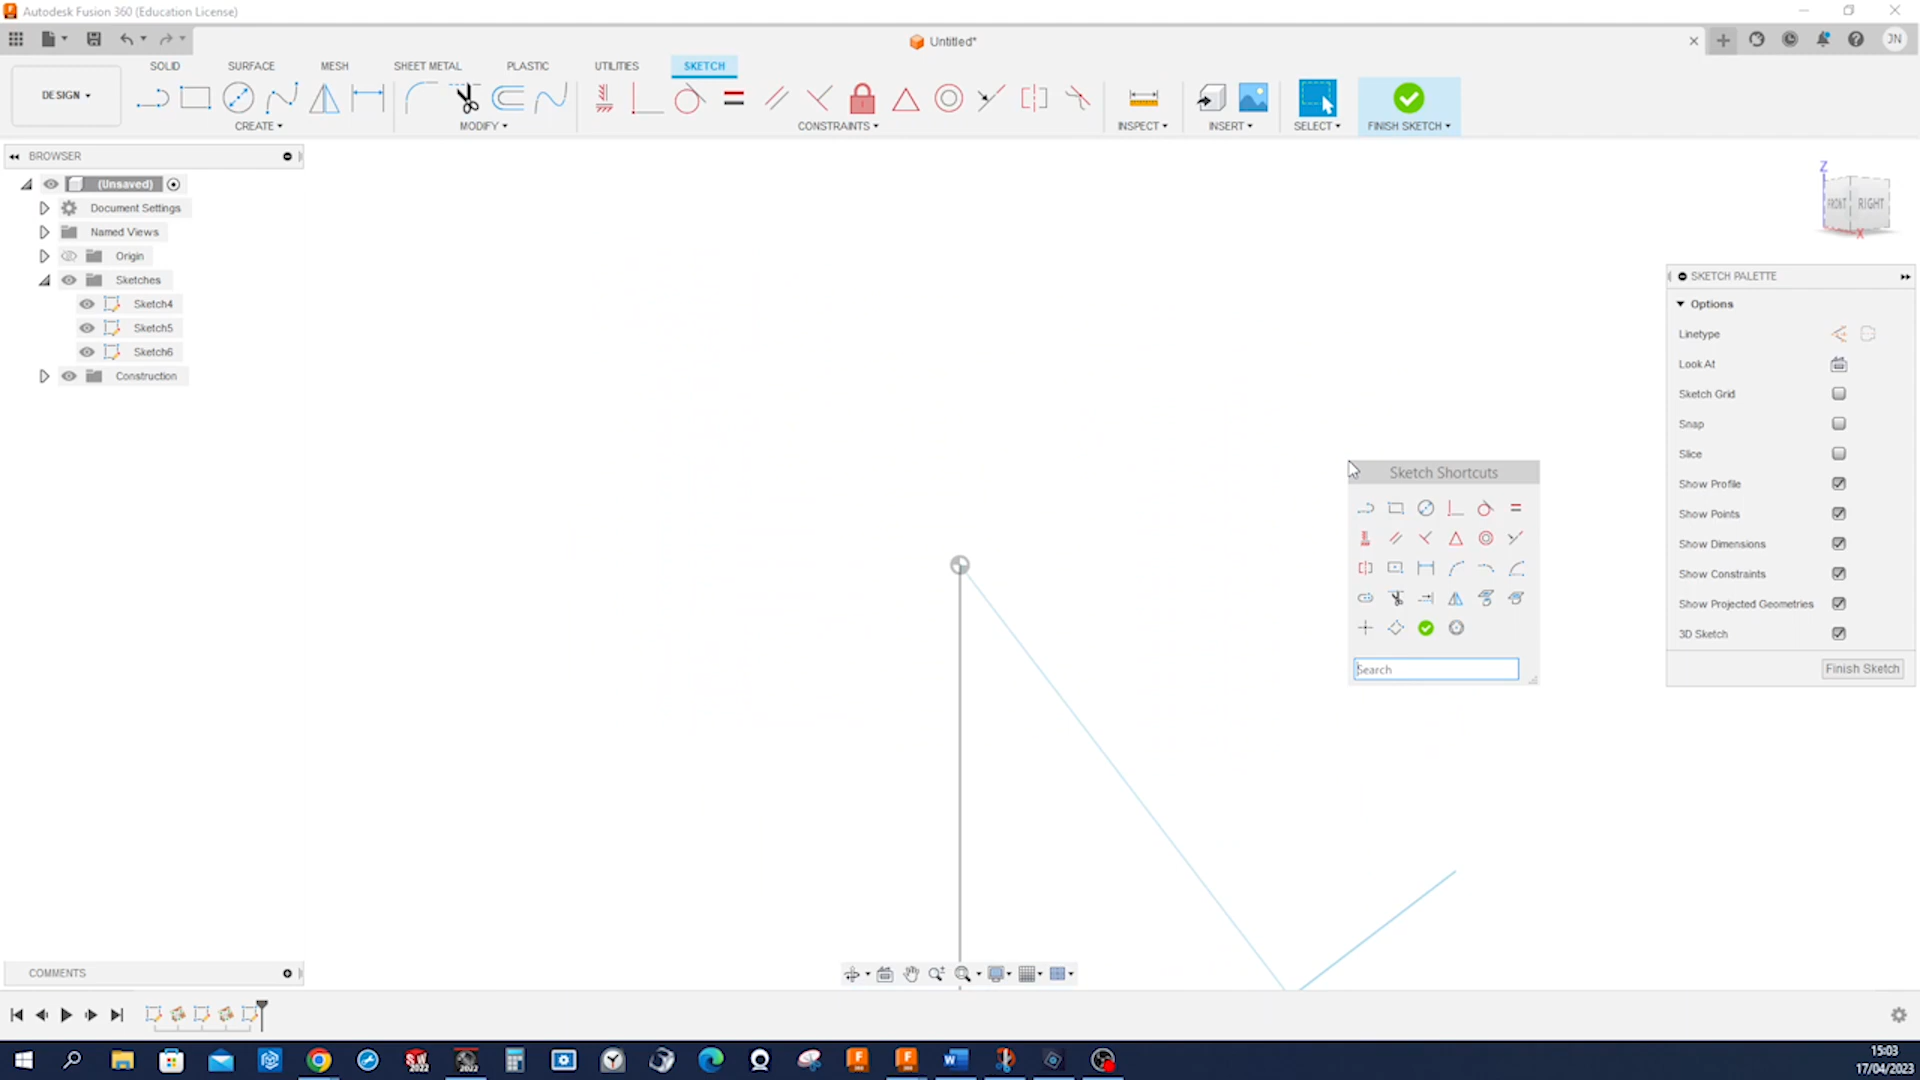 Autodesk Fusion 360 (Education License)
Untitled*
JN
SOLID SURFACE MESH SHEET METAL PLASTIC UTILITIES SKETCH
DESIGN
CREATE MODIFY CONSTRAINTS INSPECT INSERT SELECT FINISH SKETCH
BROWSER
(Unsaved)
Document Settings
Named Views
Origin
Sketches
Sketch4
Sketch5
Sketch6
Construction
Z
FRONT RIGHT
X
SKETCH PALETTE
Options
Linetype
Look At
Sketch Grid
Snap
Slice
Show Profile
Show Points
Show Dimensions
Show Constraints
Show Projected Geometries
3D Sketch
Finish Sketch
Sketch Shortcuts
Search
COMMENTS
15:03
17/04/2023